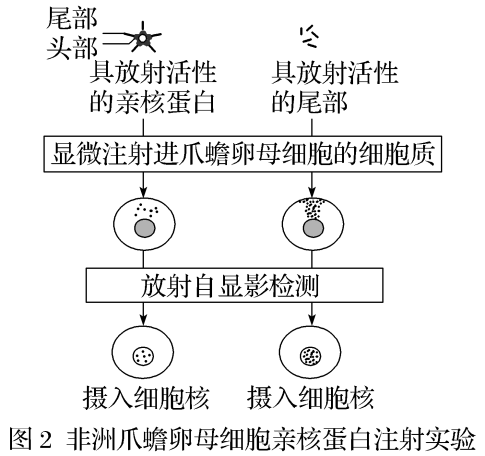 尾部
头部
具放射活性
的亲核蛋白
具放射活性
的尾部
显微注射进爪蟾卵母细胞的细胞质
放射自显影检测
摄入细胞核
摄入细胞核
图2 非洲爪蟾卵母细胞亲核蛋白注射实验